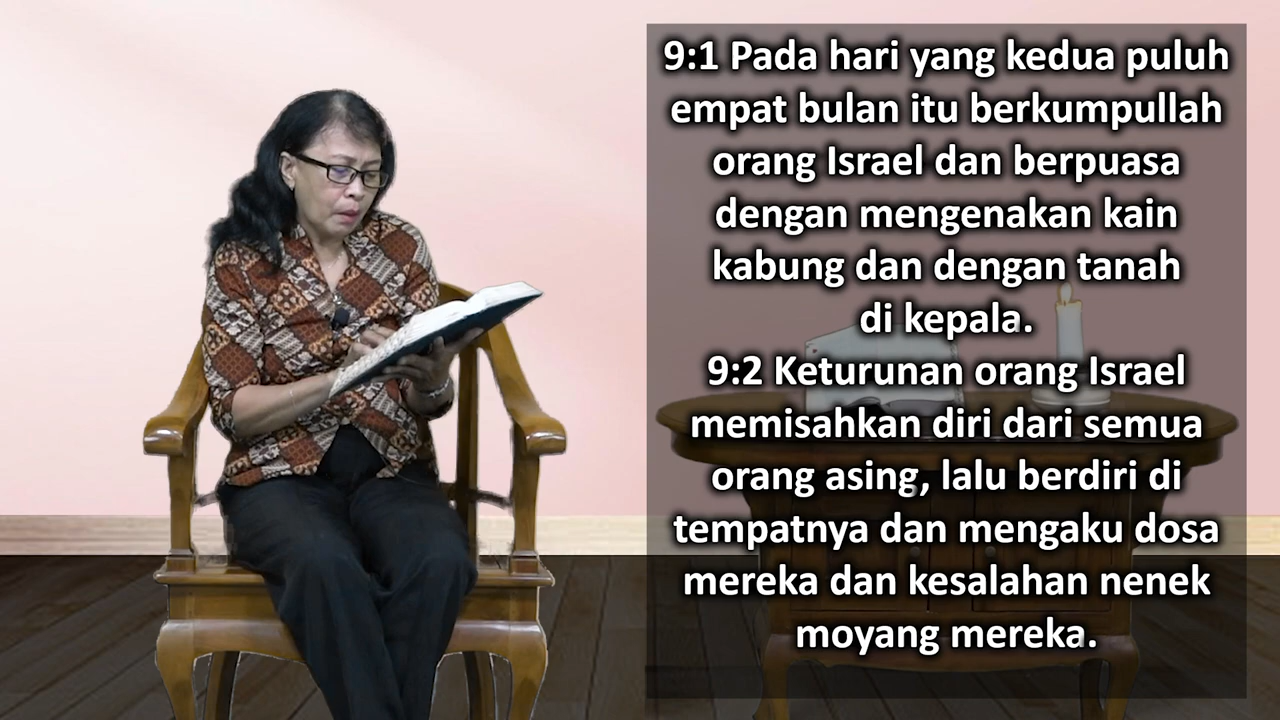 9:1 Pada hari yang kedua puluh
empat bulan itu berkumpullah
orang Israel dan berpuasa
dengan mengenakan kain
kabung dan dengan tanah
di kepala.
9:2 Keturunan orang Israel
memisahkan diri dari semua
orang asing, lalu berdiri di
tempatnya dan mengaku dosa
mereka dan kesalahan nenek
moyang mereka.